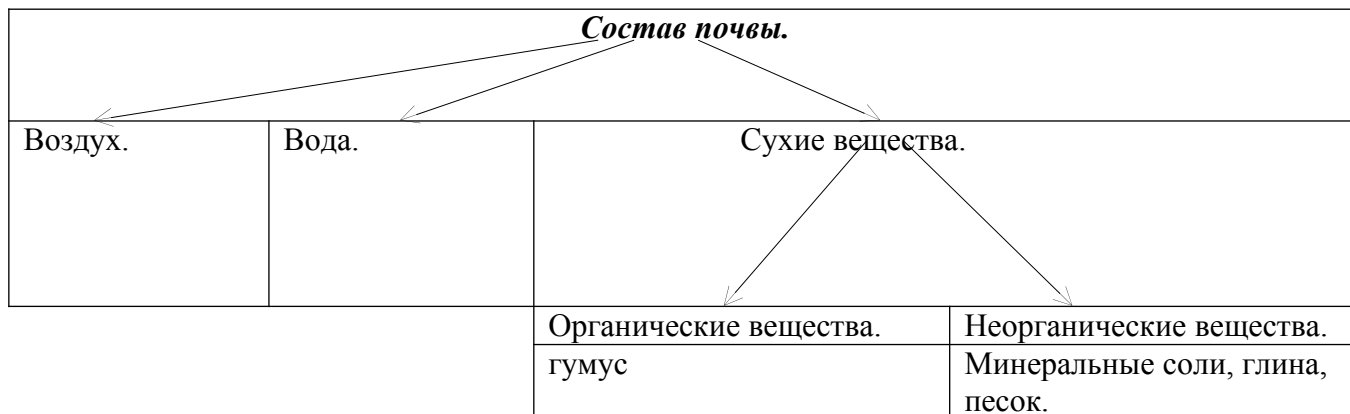 Состав почвы.
Воздух.
Вода.
Сухие вещества.
Органические вещества.
Неорганические вещества.
гумус
Минеральные соли, глина,
песок.